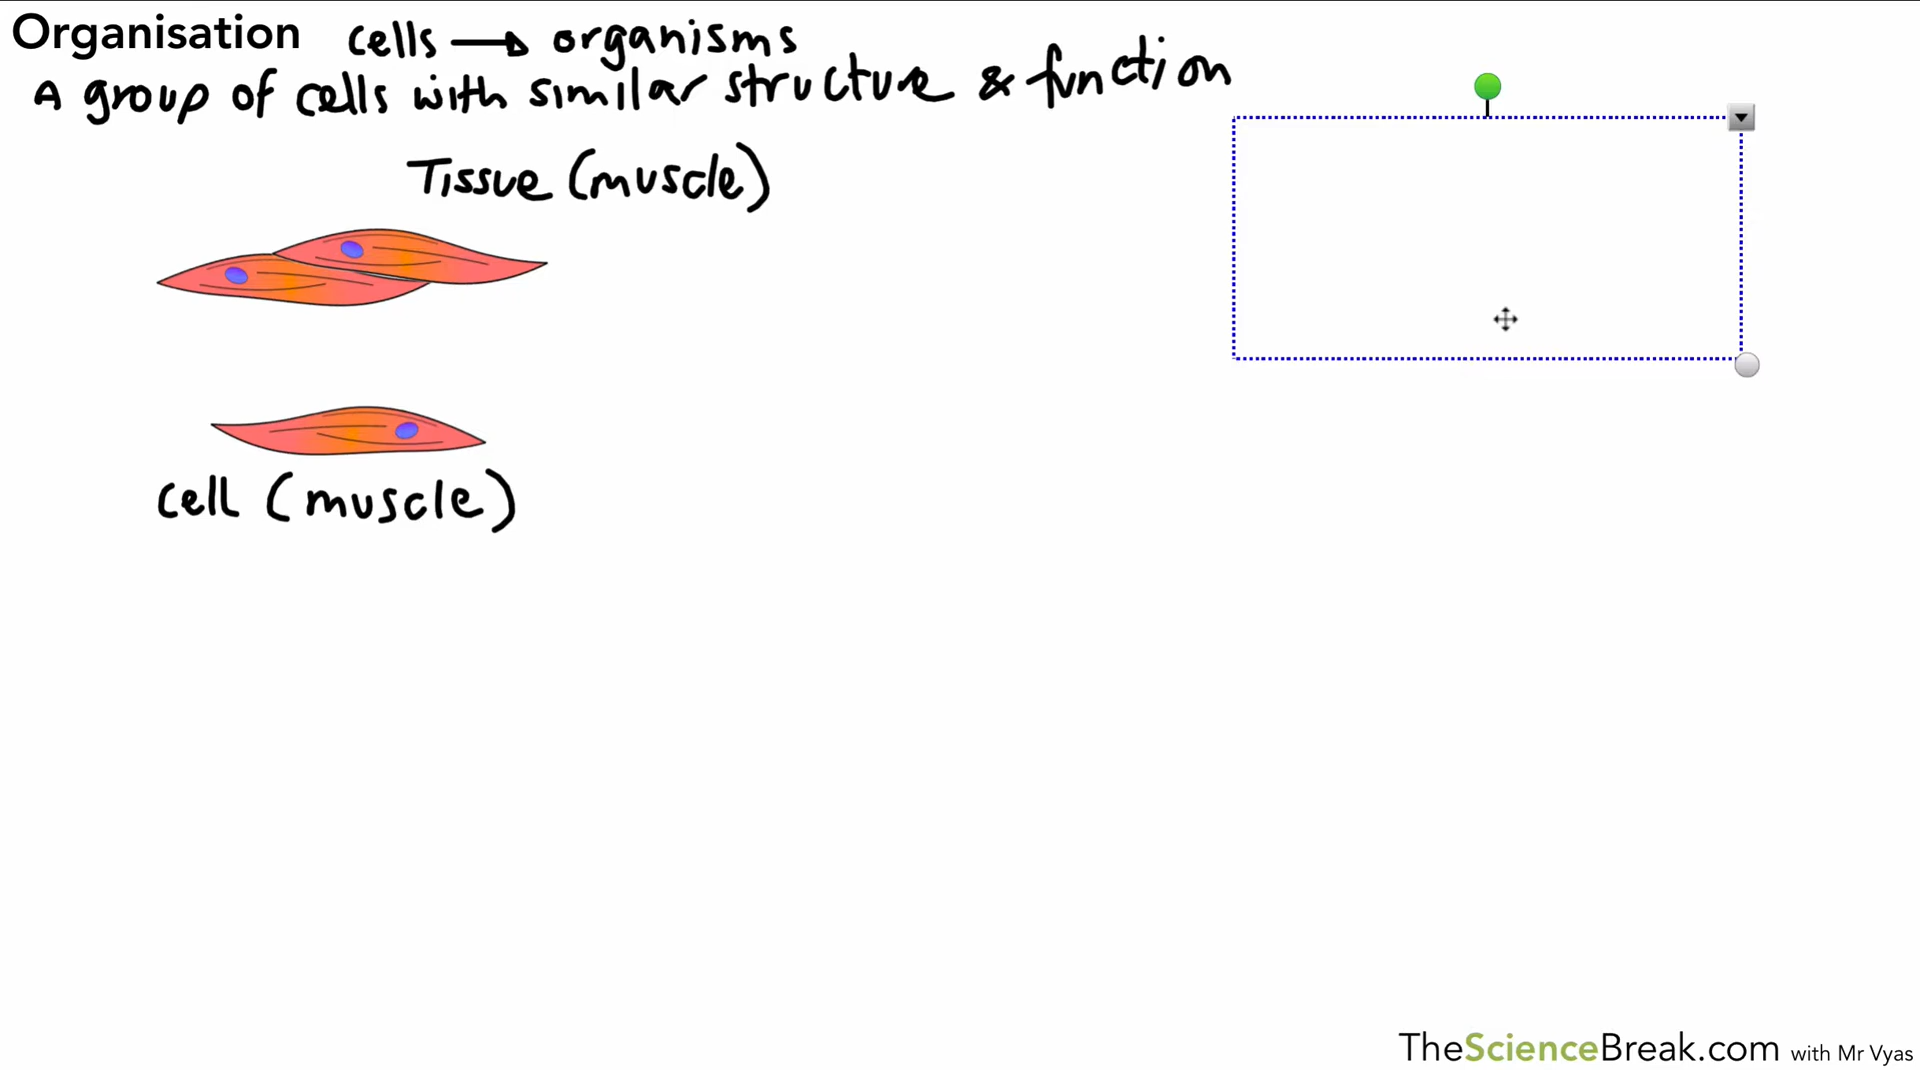 Organisation cells → organisms
A group of cells with similar structure & function
Tissue (muscle)
cell (muscle)
TheScienceBreak.com with Mr Vyas